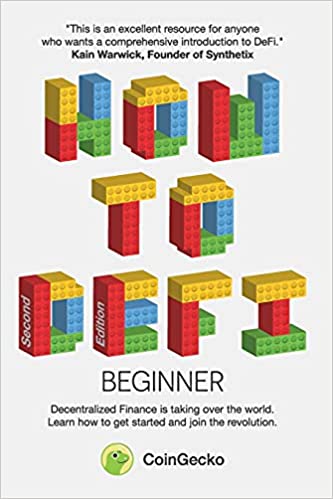 "This is an excellent resource for anyone
who wants a comprehensive introduction to DeFi."
Kain Warwick, Founder of Synthetix
HOW
TO
DEFI
Second
Edition
BEGINNER
Decentralized Finance is taking over the world.
Learn how to get started and join the revolution.
CoinGecko